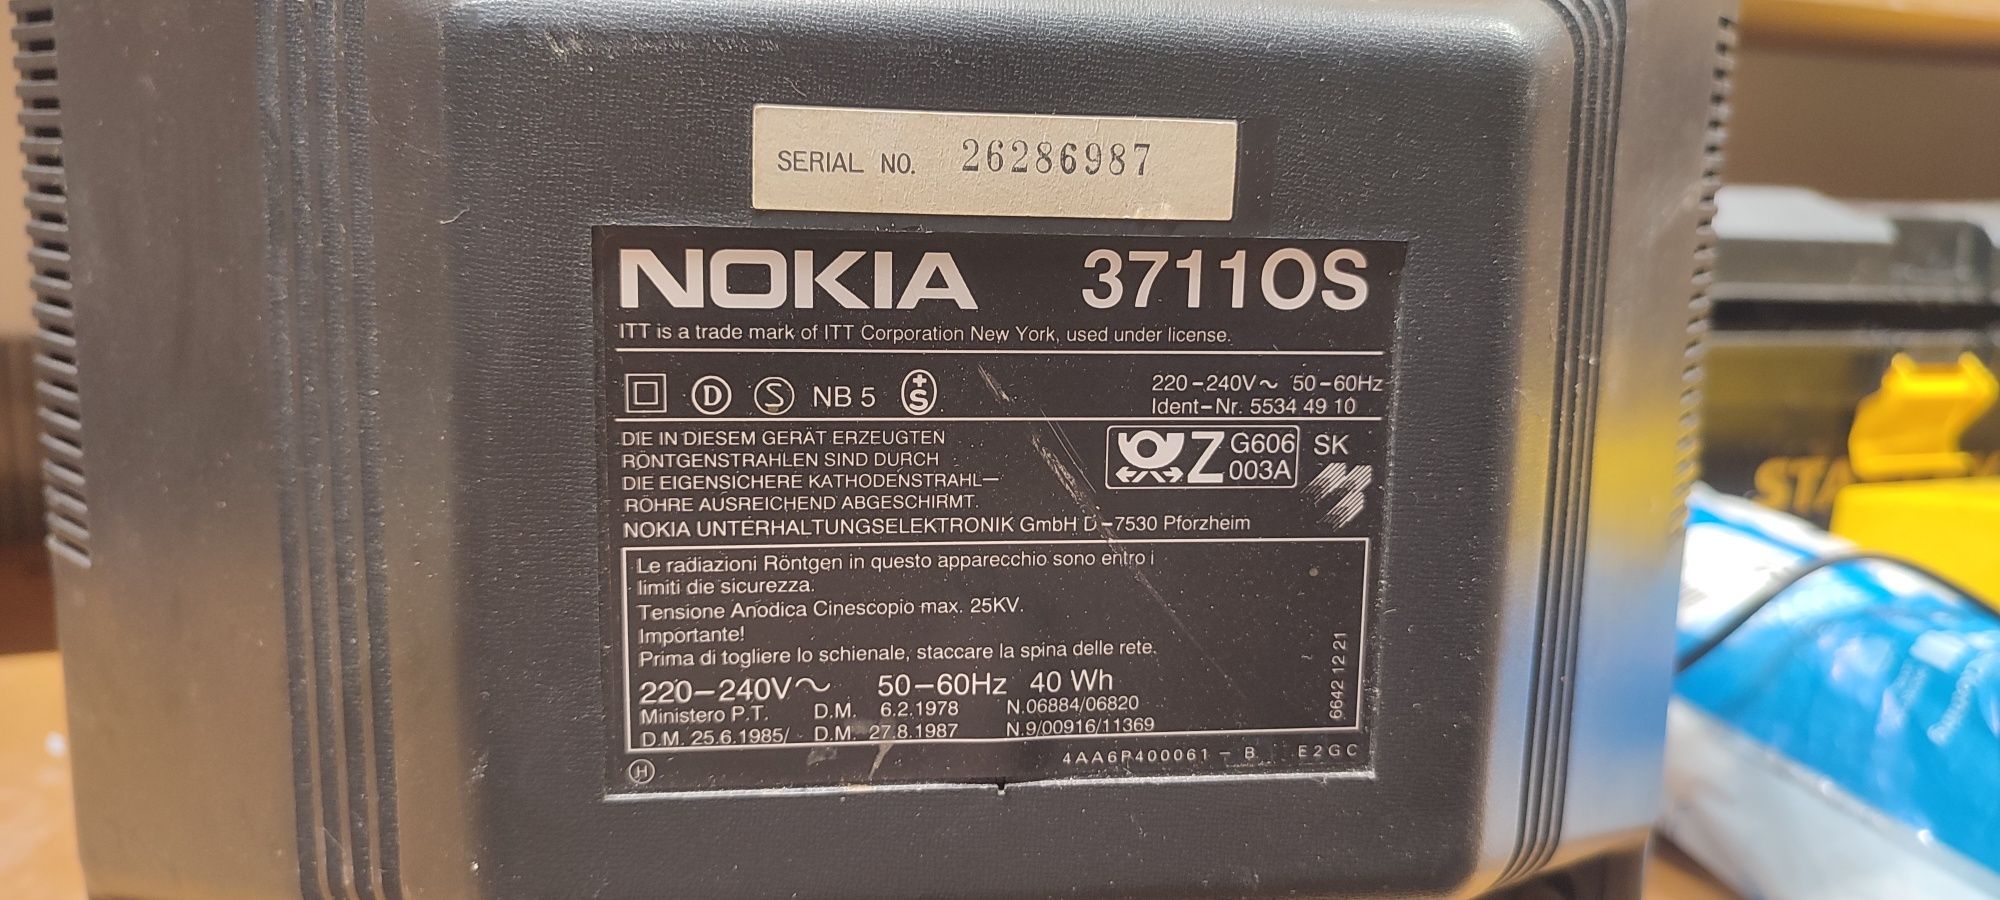 SERIAL NO. 26286987
NOKIA 3711OS
ITT is a trade mark of ITT Corporation New York, used under license.
D S NB 5 +S
220–240V~ 50–60Hz
Ident–Nr. 5534 49 10
DIE IN DIESEM GERÄT ERZEUGTEN
RÖNTGENSTRAHLEN SIND DURCH
DIE EIGENSICHERE KATHODENSTRAHL–
RÖHRE AUSREICHEND ABGESCHIRMT.
Z G606 SK
003A
NOKIA UNTERHALTUNGSELEKTRONIK GmbH D–7530 Pforzheim
Le radiazioni Röntgen in questo apparecchio sono entro i
limiti die sicurezza.
Tensione Anodica Cinescopio max. 25KV.
Importante!
Prima di togliere lo schienale, staccare la spina delle rete.
220–240V~ 50–60Hz 40 Wh
Ministero P.T. D.M. 6.2.1978 N.06884/06820
D.M. 25.6.1985/ D.M. 27.8.1987 N.9/00916/11369
6642 12 21
H 4AA6P400061 – B E2GC
STA